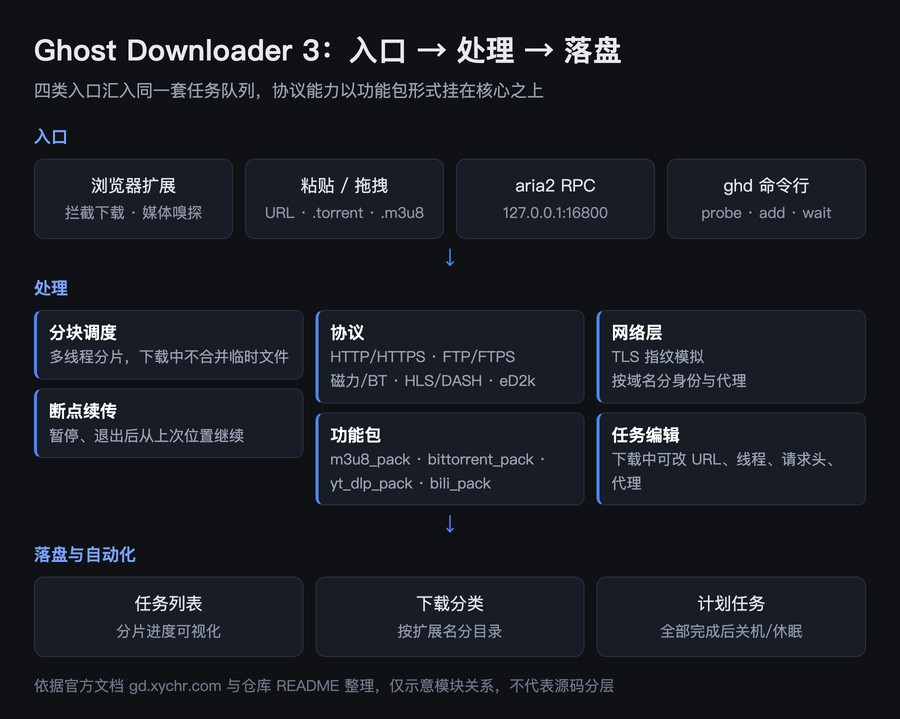 Ghost Downloader 3：入口 → 处理 → 落盘
四类入口汇入同一套任务队列，协议能力以功能包形式挂在核心之上
入口
浏览器扩展
拦截下载 · 媒体嗅探
粘贴 / 拖拽
URL · .torrent · .m3u8
aria2 RPC
127.0.0.1:16800
ghd 命令行
probe · add · wait
↓
处理
分块调度
多线程分片，下载中不合并临时文件
断点续传
暂停、退出后从上次位置继续
协议
HTTP/HTTPS · FTP/FTPS
磁力/BT · HLS/DASH · eD2k
功能包
m3u8_pack · bittorrent_pack ·
yt_dlp_pack · bili_pack
网络层
TLS 指纹模拟
按域名分身份与代理
任务编辑
下载中可改 URL、线程、请求头、
代理
↓
落盘与自动化
任务列表
分片进度可视化
下载分类
按扩展名分目录
计划任务
全部完成后关机/休眠
依据官方文档 gd.xychr.com 与仓库 README 整理，仅示意模块关系，不代表源码分层